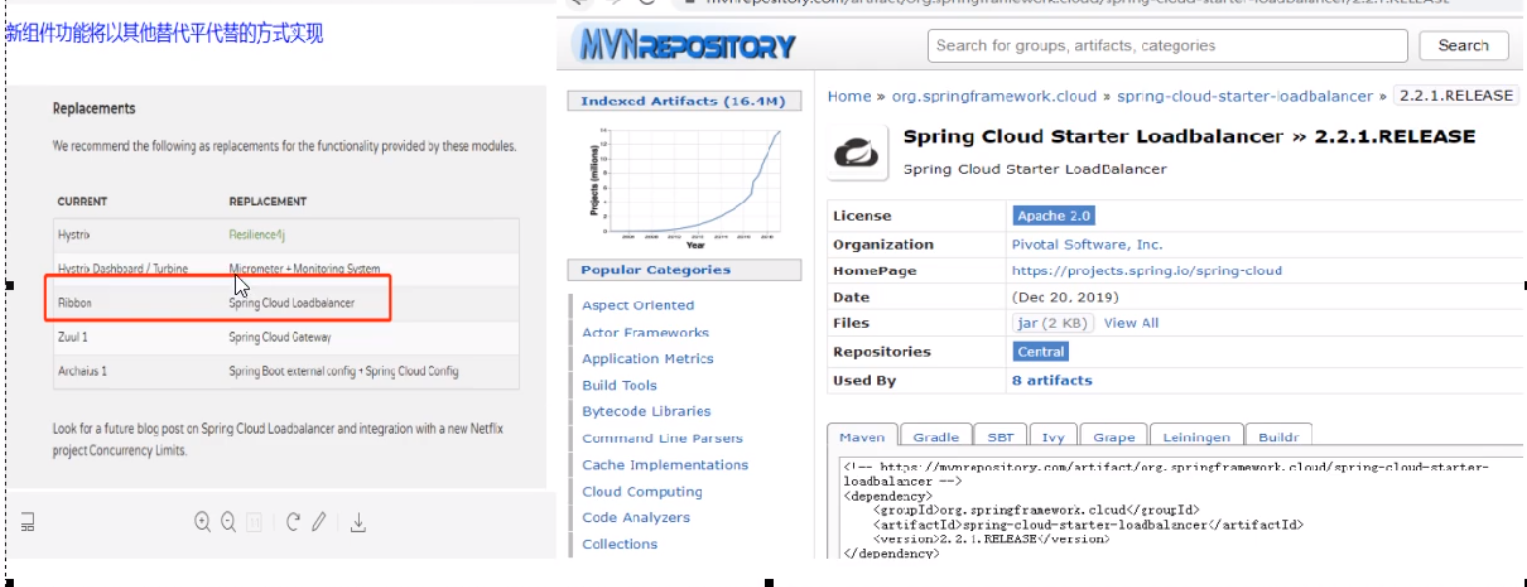 新组件功能将以其他替代平代替的方式实现
Replacements
We recommend the following as replacements for the functionality provided by these modules.
CURRENT REPLACEMENT
Hystrix Resilience4j
Hystrix Dashboard / Turbine Micrometer + Monitoring System
Ribbon Spring Cloud Loadbalancer
Zuul 1 Spring Cloud Gateway
Archaius 1 Spring Boot external config + Spring Cloud Config
Look for a future blog post on Spring Cloud Loadbalancer and integration with a new Netflix
project Concurrency Limits.
mvnrepository.com/artifact/org.springframework.cloud/spring-cloud-starter-loadbalancer/2.2.1.RELEASE
MVNREPOSITORY
Search for groups, artifacts, categories
Search
Indexed Artifacts (16.4M)
Projects (millions)
14
12
10
8
6
4
2
0
Year
Popular Categories
Aspect Oriented
Actor Frameworks
Application Metrics
Build Tools
Bytecode Libraries
Command Line Parsers
Cache Implementations
Cloud Computing
Code Analyzers
Collections
Home » org.springframework.cloud » spring-cloud-starter-loadbalancer » 2.2.1.RELEASE
Spring Cloud Starter Loadbalancer » 2.2.1.RELEASE
Spring Cloud Starter LoadBalancer
License Apache 2.0
Organization Pivotal Software, Inc.
HomePage https://projects.spring.io/spring-cloud
Date (Dec 20, 2019)
Files jar (2 KB) View All
Repositories Central
Used By 8 artifacts
Maven Gradle SBT Ivy Grape Leiningen Buildr
<!-- https://mvnrepository.com/artifact/org.springframework.cloud/spring-cloud-starter-
loadbalancer -->
<dependency>
<groupId>org.springframework.cloud</groupId>
<artifactId>spring-cloud-starter-loadbalancer</artifactId>
<version>2.2.1.RELEASE</version>
</dependency>